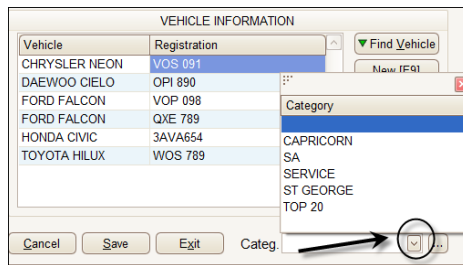 VEHICLE INFORMATION
Vehicle Registration
Find Vehicle
CHRYSLER NEON VOS 091
New [F9]
DAEWOO CIELO OPI 890
FORD FALCON VOP 098
FORD FALCON QXE 789
HONDA CIVIC 3AVA654
TOYOTA HILUX WOS 789
Category
CAPRICORN
SA
SERVICE
ST GEORGE
TOP 20
Cancel Save Exit Categ. ...